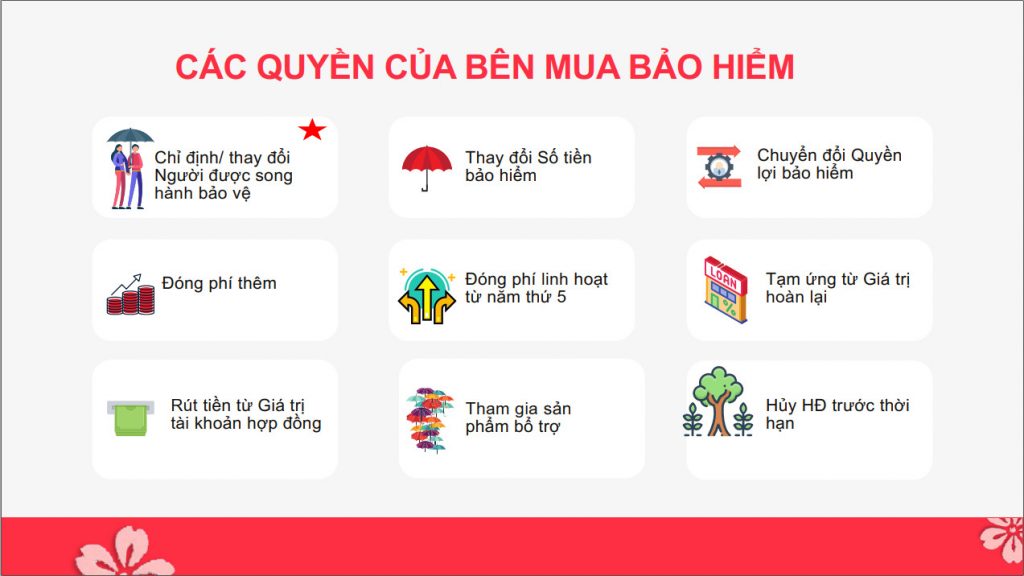 CÁC QUYỀN CỦA BÊN MUA BẢO HIỂM
Chỉ định/ thay đổi
Người được song
hành bảo vệ
Thay đổi Số tiền
bảo hiểm
Chuyển đổi Quyền
lợi bảo hiểm
Đóng phí thêm
Đóng phí linh hoạt
từ năm thứ 5
LOAN
%
Tạm ứng từ Giá trị
hoàn lại
Rút tiền từ Giá trị
tài khoản hợp đồng
Tham gia sản
phẩm bổ trợ
Hủy HĐ trước thời
hạn